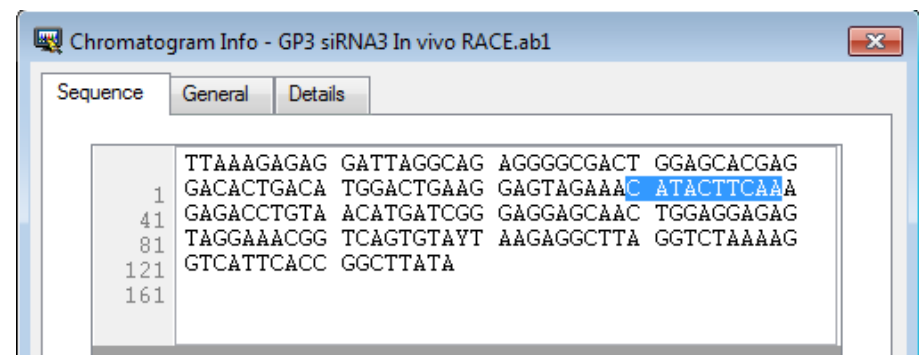 Chromatogram Info - GP3 siRNA3 In vivo RACE.ab1
Sequence General Details
TTAAAGAGAG GATTAGGCAG AGGGGCGACT GGAGCACGAG
1 GACACTGACA TGGACTGAAG GAGTAGAAAC ATACTTCAAA
41 GAGACCTGTA ACATGATCGG GAGGAGCAAC TGGAGGAGAG
81 TAGGAAACGG TCAGTGTAYT AAGAGGCTTA GGTCTAAAAG
121 GTCATTCACC GGCTTATA
161